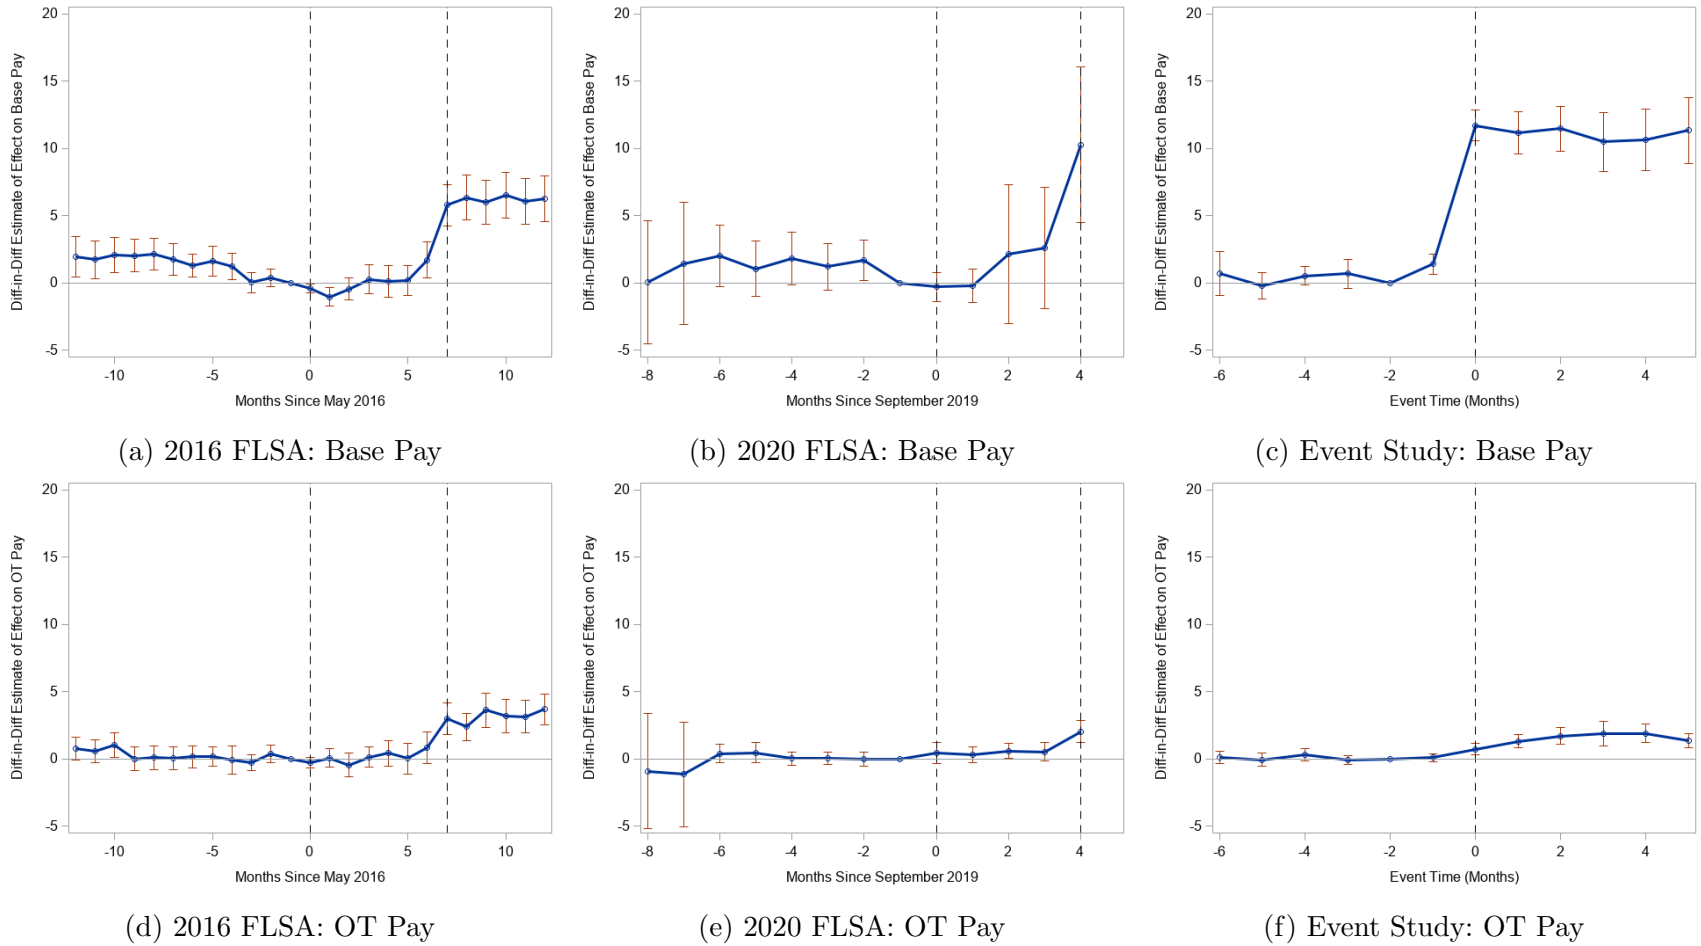 20
15
10
5
0
-5
Diff-in-Diff Estimate of Effect on Base Pay
-10 -5 0 5 10
Months Since May 2016
(a) 2016 FLSA: Base Pay
20
15
10
5
0
-5
Diff-in-Diff Estimate of Effect on Base Pay
-8 -6 -4 -2 0 2 4
Months Since September 2019
(b) 2020 FLSA: Base Pay
20
15
10
5
0
-5
Diff-in-Diff Estimate of Effect on Base Pay
-6 -4 -2 0 2 4
Event Time (Months)
(c) Event Study: Base Pay
20
15
10
5
0
-5
Diff-in-Diff Estimate of Effect on OT Pay
-10 -5 0 5 10
Months Since May 2016
(d) 2016 FLSA: OT Pay
20
15
10
5
0
-5
Diff-in-Diff Estimate of Effect on OT Pay
-8 -6 -4 -2 0 2 4
Months Since September 2019
(e) 2020 FLSA: OT Pay
20
15
10
5
0
-5
Diff-in-Diff Estimate of Effect on OT Pay
-6 -4 -2 0 2 4
Event Time (Months)
(f) Event Study: OT Pay